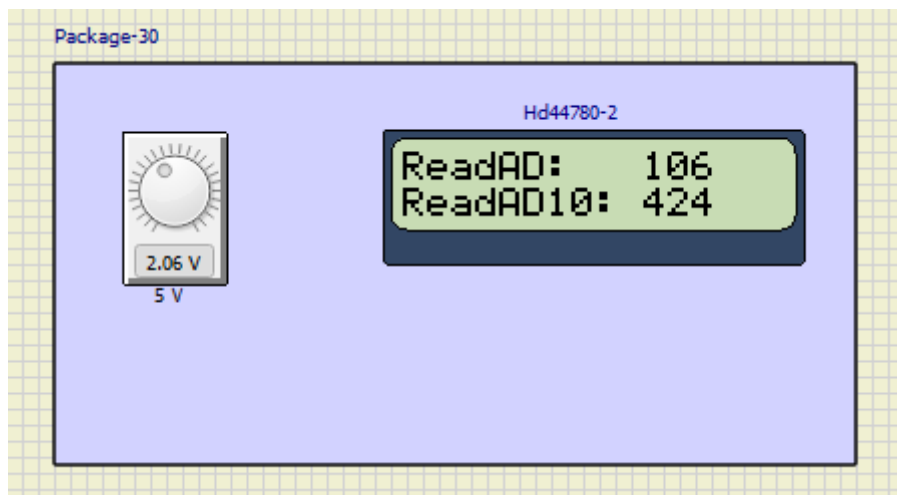 Package-30
Hd44780-2
ReadAD:   106
ReadAD10: 424
2.06 V
5 V